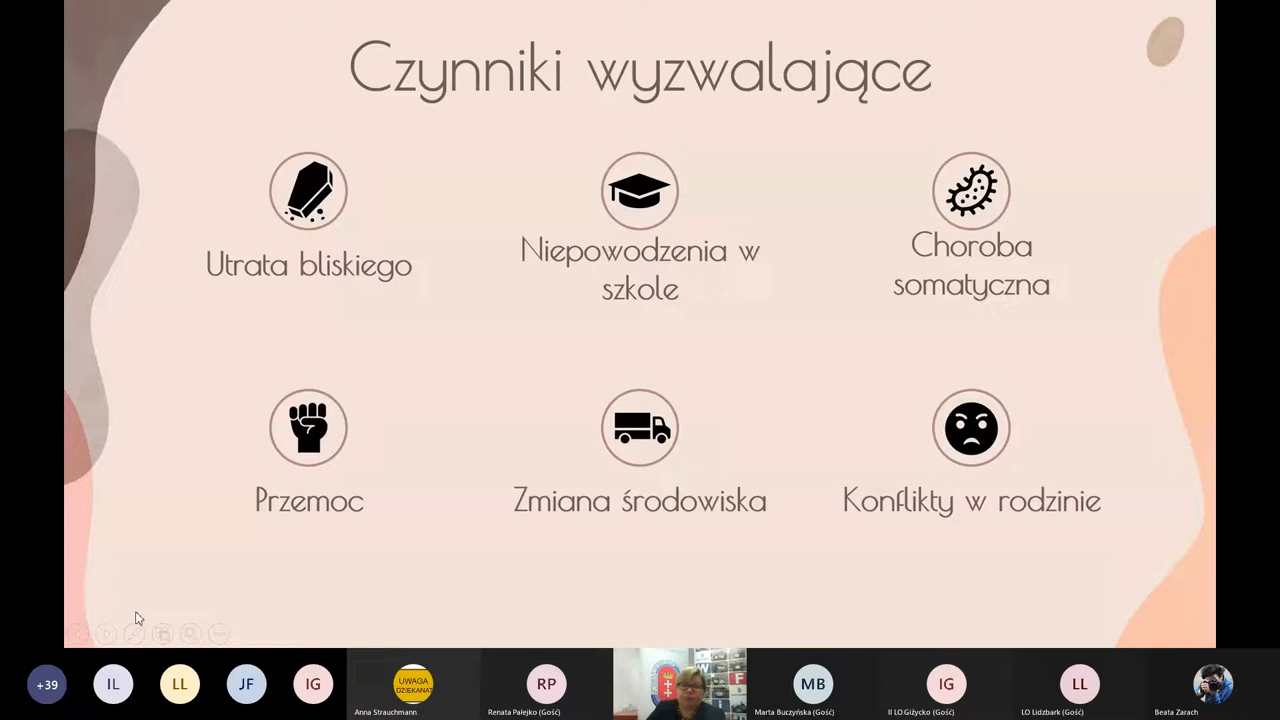 Czynniki wyzwalające
Utrata bliskiego
Niepowodzenia w
szkole
Choroba
somatyczna
Przemoc
Zmiana środowiska
Konflikty w rodzinie
+39
IL
LL
JF
IG
UWAGA
DZIEKANAT
Anna Strauchmann
RP
Renata Palejko (Gość)
W
F
MB
Marta Buczyńska (Gość)
IG
II LO Giżycko (Gość)
LL
LO Lidzbark (Gość)
Beata Zarach